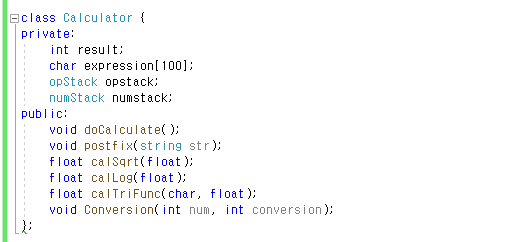 class Calculator {
private:
    int result;
    char expression[100];
    opStack opstack;
    numStack numstack;
public:
    void doCalculate();
    void postfix(string str);
    float calSqrt(float);
    float calLog(float);
    float calTriFunc(char, float);
    void Conversion(int num, int conversion);
};